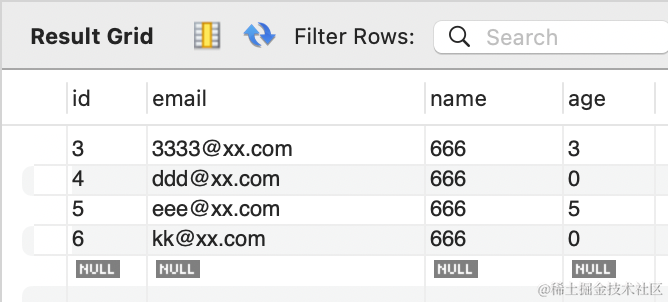 Result Grid Filter Rows: Search
id email name age
3 3333@xx.com 666 3
4 ddd@xx.com 666 0
5 eee@xx.com 666 5
6 kk@xx.com 666 0
NULL NULL NULL NULL
@稀土掘金技术社区